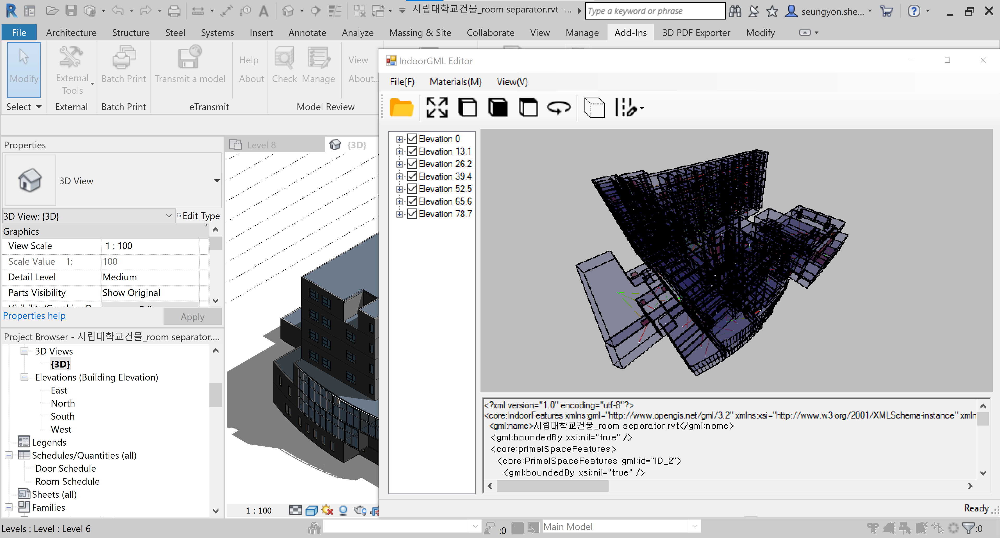 시립대학교건물_room separator.rvt -...
Type a keyword or phrase
seungyon.she...
File
Architecture
Structure
Steel
Systems
Insert
Annotate
Analyze
Massing & Site
Collaborate
View
Manage
Add-Ins
3D PDF Exporter
Modify
Modify
External
Tools
Batch Print
Transmit a model
Help
About
Check
Manage
View
About...
Select
External
Batch Print
eTransmit
Model Review
IndoorGML Editor
File(F)
Materials(M)
View(V)
Elevation 0
Elevation 13.1
Elevation 26.2
Elevation 39.4
Elevation 52.5
Elevation 65.6
Elevation 78.7
Properties
3D View
3D View: {3D}
Edit Type
Graphics
View Scale
1 : 100
Scale Value 1:
100
Detail Level
Medium
Parts Visibility
Show Original
Properties help
Apply
Level 8
{3D}
Project Browser - 시립대학교건물_room separator....
3D Views
{3D}
Elevations (Building Elevation)
East
North
South
West
Legends
Schedules/Quantities (all)
Door Schedule
Room Schedule
Sheets (all)
Families
1 : 100
<?xml version="1.0" encoding="utf-8"?>
<core:IndoorFeatures xmlns:gml="http://www.opengis.net/gml/3.2" xmlns:xsi="http://www.w3.org/2001/XMLSchema-instance" xmln
<gml:name>시립대학교건물_room separator.rvt</gml:name>
<gml:boundedBy xsi:nil="true" />
<core:primalSpaceFeatures>
<core:PrimalSpaceFeatures gml:id="ID_2">
<gml:boundedBy xsi:nil="true" />
Ready
Levels : Level : Level 6
:0
Main Model
:0